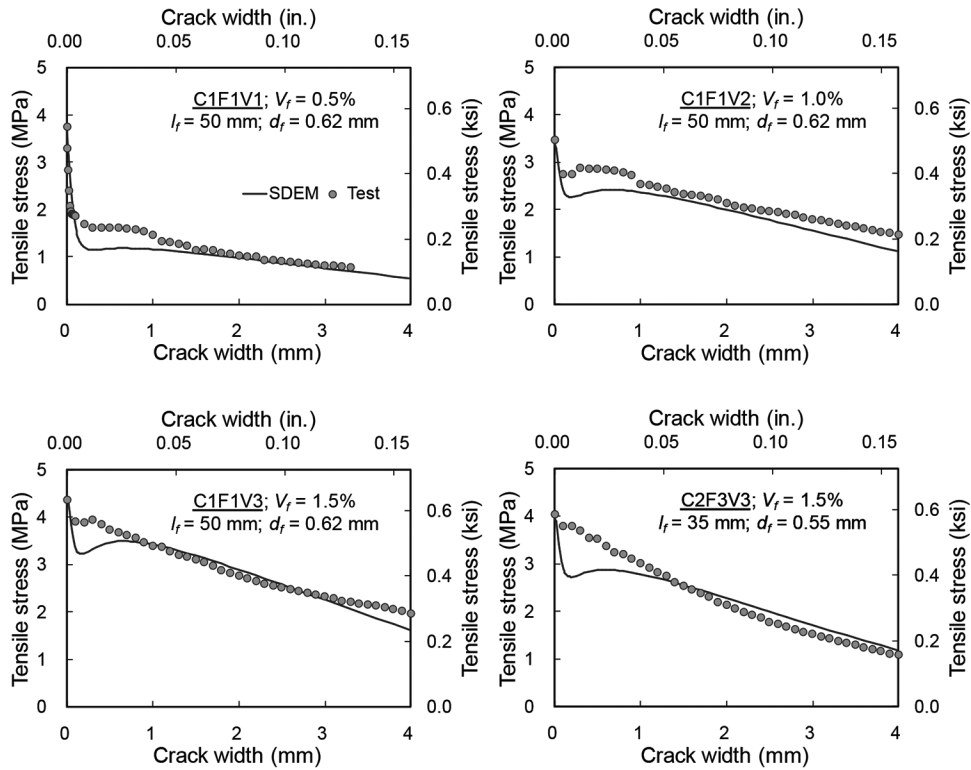 Crack width (in.)
0.00 0.05 0.10 0.15
5
4
3
2
1
0
Tensile stress (MPa)
C1F1V1; Vf = 0.5%
lf = 50 mm; df = 0.62 mm
SDEM Test
0.6
0.4
0.2
0.0
Tensile stress (ksi)
0 1 2 3 4
Crack width (mm)
Crack width (in.)
0.00 0.05 0.10 0.15
5
4
3
2
1
0
Tensile stress (MPa)
C1F1V2; Vf = 1.0%
lf = 50 mm; df = 0.62 mm
0.6
0.4
0.2
0.0
Tensile stress (ksi)
0 1 2 3 4
Crack width (mm)
Crack width (in.)
0.00 0.05 0.10 0.15
5
4
3
2
1
0
Tensile stress (MPa)
C1F1V3; Vf = 1.5%
lf = 50 mm; df = 0.62 mm
0.6
0.4
0.2
0.0
Tensile stress (ksi)
0 1 2 3 4
Crack width (mm)
Crack width (in.)
0.00 0.05 0.10 0.15
5
4
3
2
1
0
Tensile stress (MPa)
C2F3V3; Vf = 1.5%
lf = 35 mm; df = 0.55 mm
0.6
0.4
0.2
0.0
Tensile stress (ksi)
0 1 2 3 4
Crack width (mm)